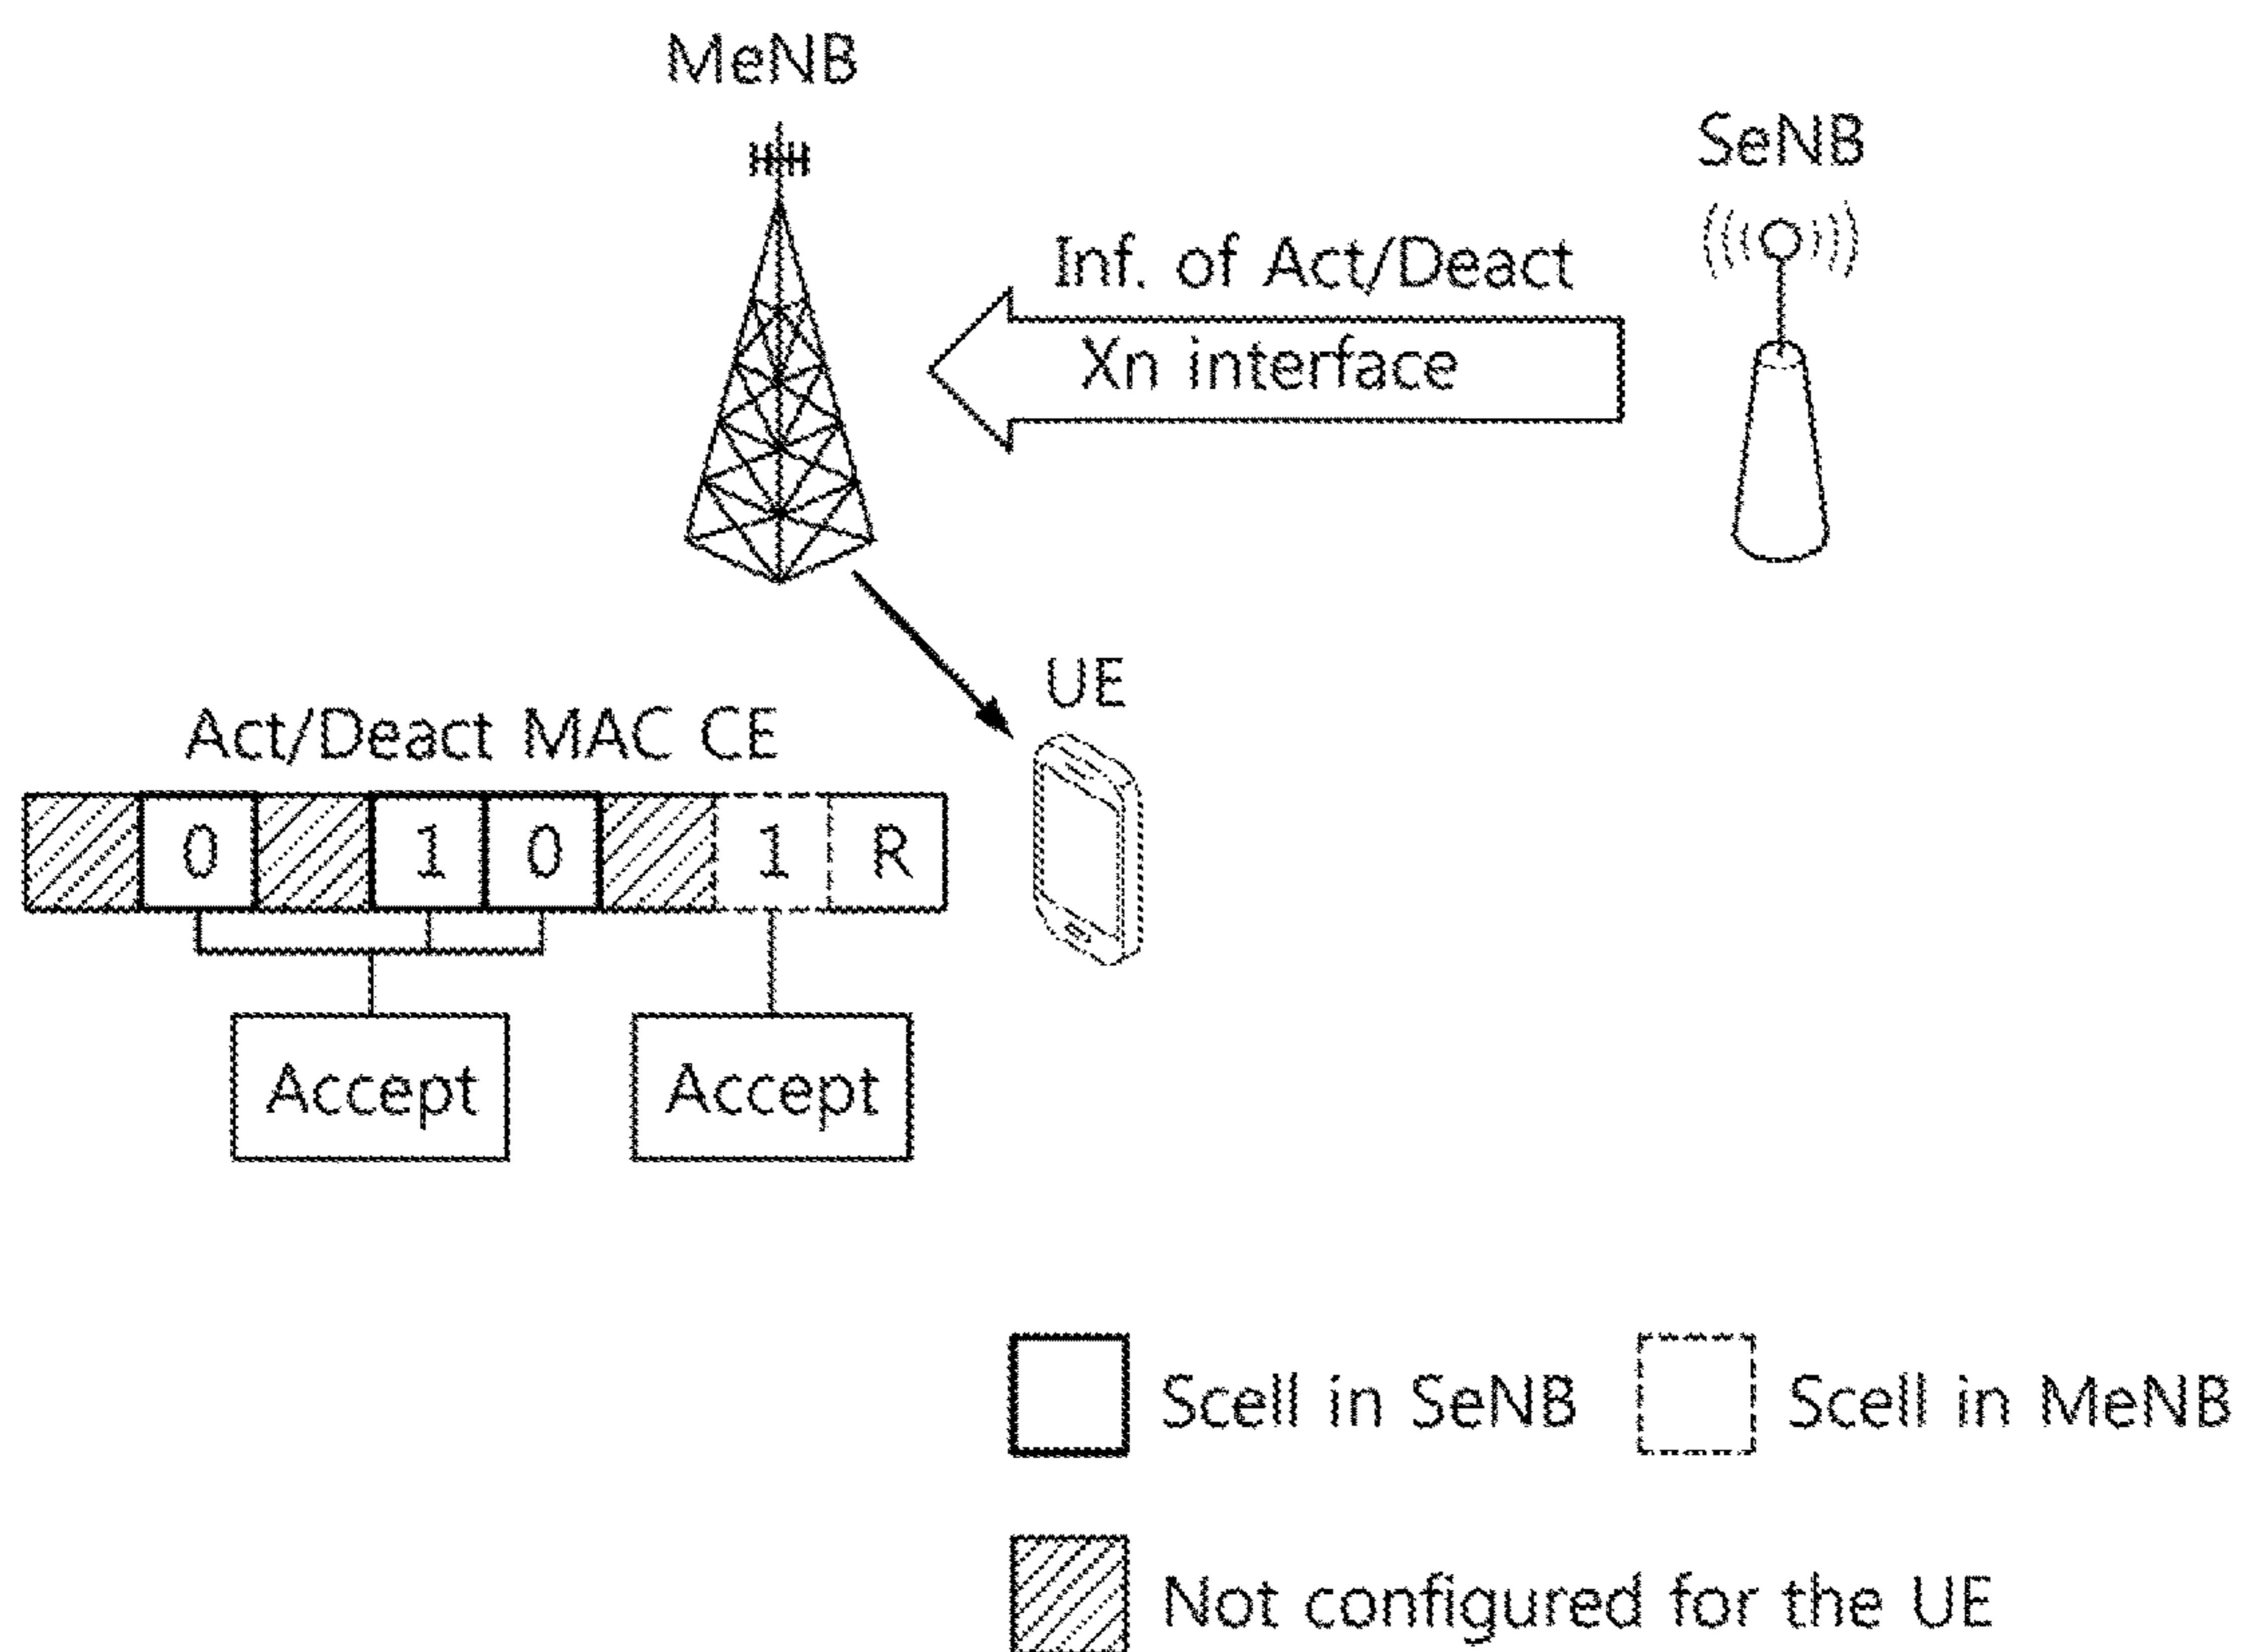 MeNB
SeNB
Inf. of Act/Deact
Xn interface
UE
Act/Deact MAC CE
0 1 0 1 R
Accept Accept
Scell in SeNB Scell in MeNB
Not configured for the UE